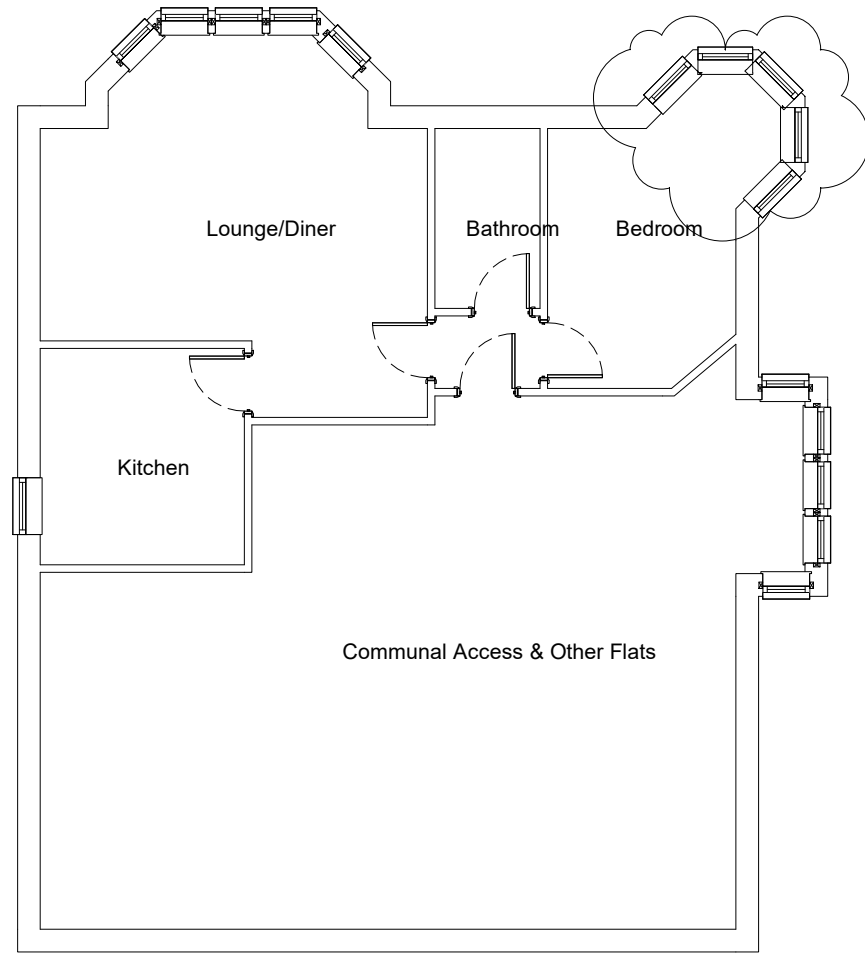 Lounge/Diner
Bathroom
Bedroom
Kitchen
Communal Access & Other Flats